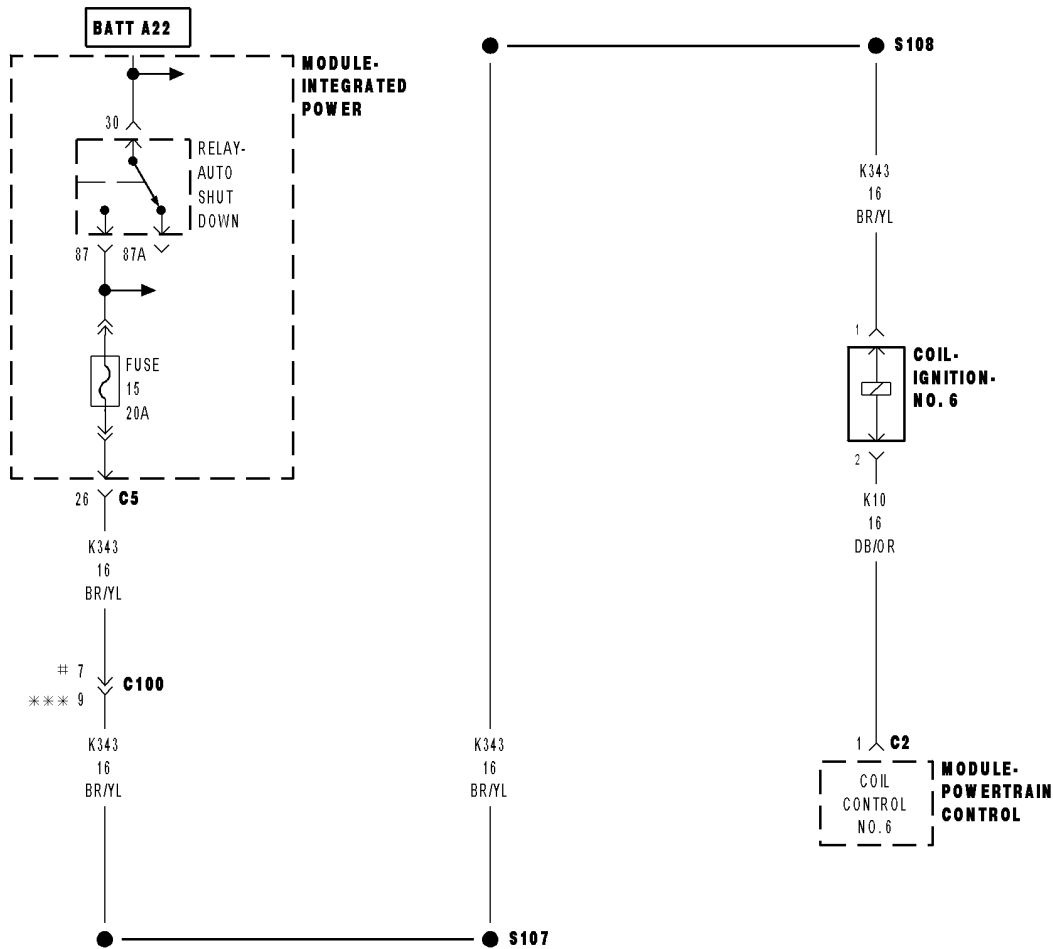 BATT A22
MODULE-
INTEGRATED
POWER
30
RELAY-
AUTO
SHUT
DOWN
87
87A
FUSE
15
20A
26
C5
K343
16
BR/YL
# 7
*** 9
C100
K343
16
BR/YL
S107
K343
16
BR/YL
S108
K343
16
BR/YL
1
COIL-
IGNITION-
NO. 6
2
K10
16
DB/OR
1
C2
COIL
CONTROL
NO. 6
MODULE-
POWERTRAIN
CONTROL